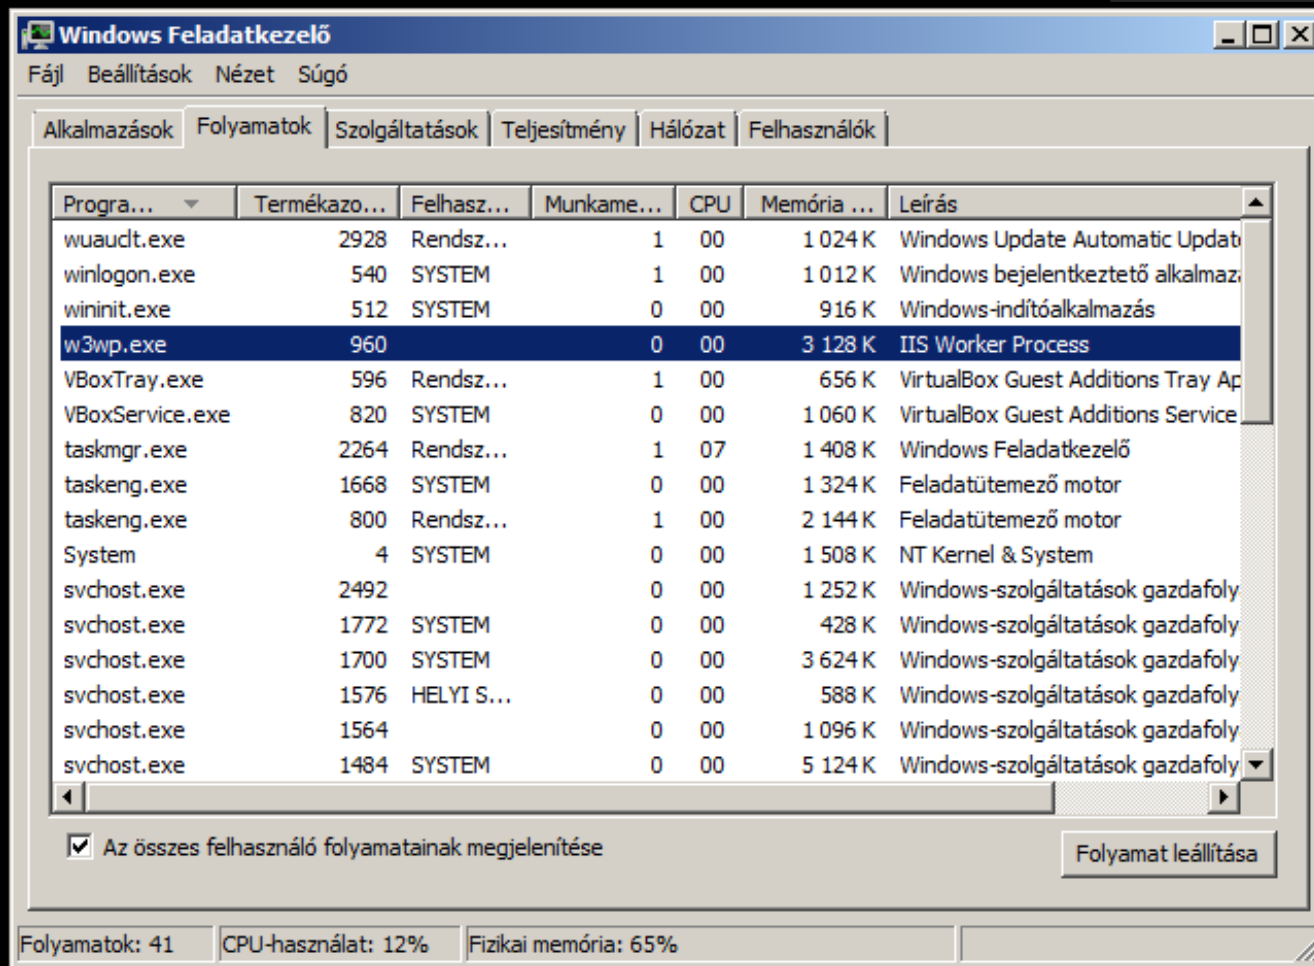 Windows Feladatkezelő
Fájl Beállítások Nézet Súgó
Alkalmazások Folyamatok Szolgáltatások Teljesítmény Hálózat Felhasználók
Progra... Termékazo... Felhasz... Munkame... CPU Memória ... Leírás
wuauclt.exe 2928 Rendsz... 1 00 1 024 K Windows Update Automatic Updat
winlogon.exe 540 SYSTEM 1 00 1 012 K Windows bejelentkeztető alkalmaz
wininit.exe 512 SYSTEM 0 00 916 K Windows-indítóalkalmazás
w3wp.exe 960 0 00 3 128 K IIS Worker Process
VBoxTray.exe 596 Rendsz... 1 00 656 K VirtualBox Guest Additions Tray Ap
VBoxService.exe 820 SYSTEM 0 00 1 060 K VirtualBox Guest Additions Service
taskmgr.exe 2264 Rendsz... 1 07 1 408 K Windows Feladatkezelő
taskeng.exe 1668 SYSTEM 0 00 1 324 K Feladatütemező motor
taskeng.exe 800 Rendsz... 1 00 2 144 K Feladatütemező motor
System 4 SYSTEM 0 00 1 508 K NT Kernel & System
svchost.exe 2492 0 00 1 252 K Windows-szolgáltatások gazdafoly
svchost.exe 1772 SYSTEM 0 00 428 K Windows-szolgáltatások gazdafoly
svchost.exe 1700 SYSTEM 0 00 3 624 K Windows-szolgáltatások gazdafoly
svchost.exe 1576 HELYI S... 0 00 588 K Windows-szolgáltatások gazdafoly
svchost.exe 1564 0 00 1 096 K Windows-szolgáltatások gazdafoly
svchost.exe 1484 SYSTEM 0 00 5 124 K Windows-szolgáltatások gazdafoly
Az összes felhasználó folyamatainak megjelenítése
Folyamat leállítása
Folyamatok: 41 CPU-használat: 12% Fizikai memória: 65%